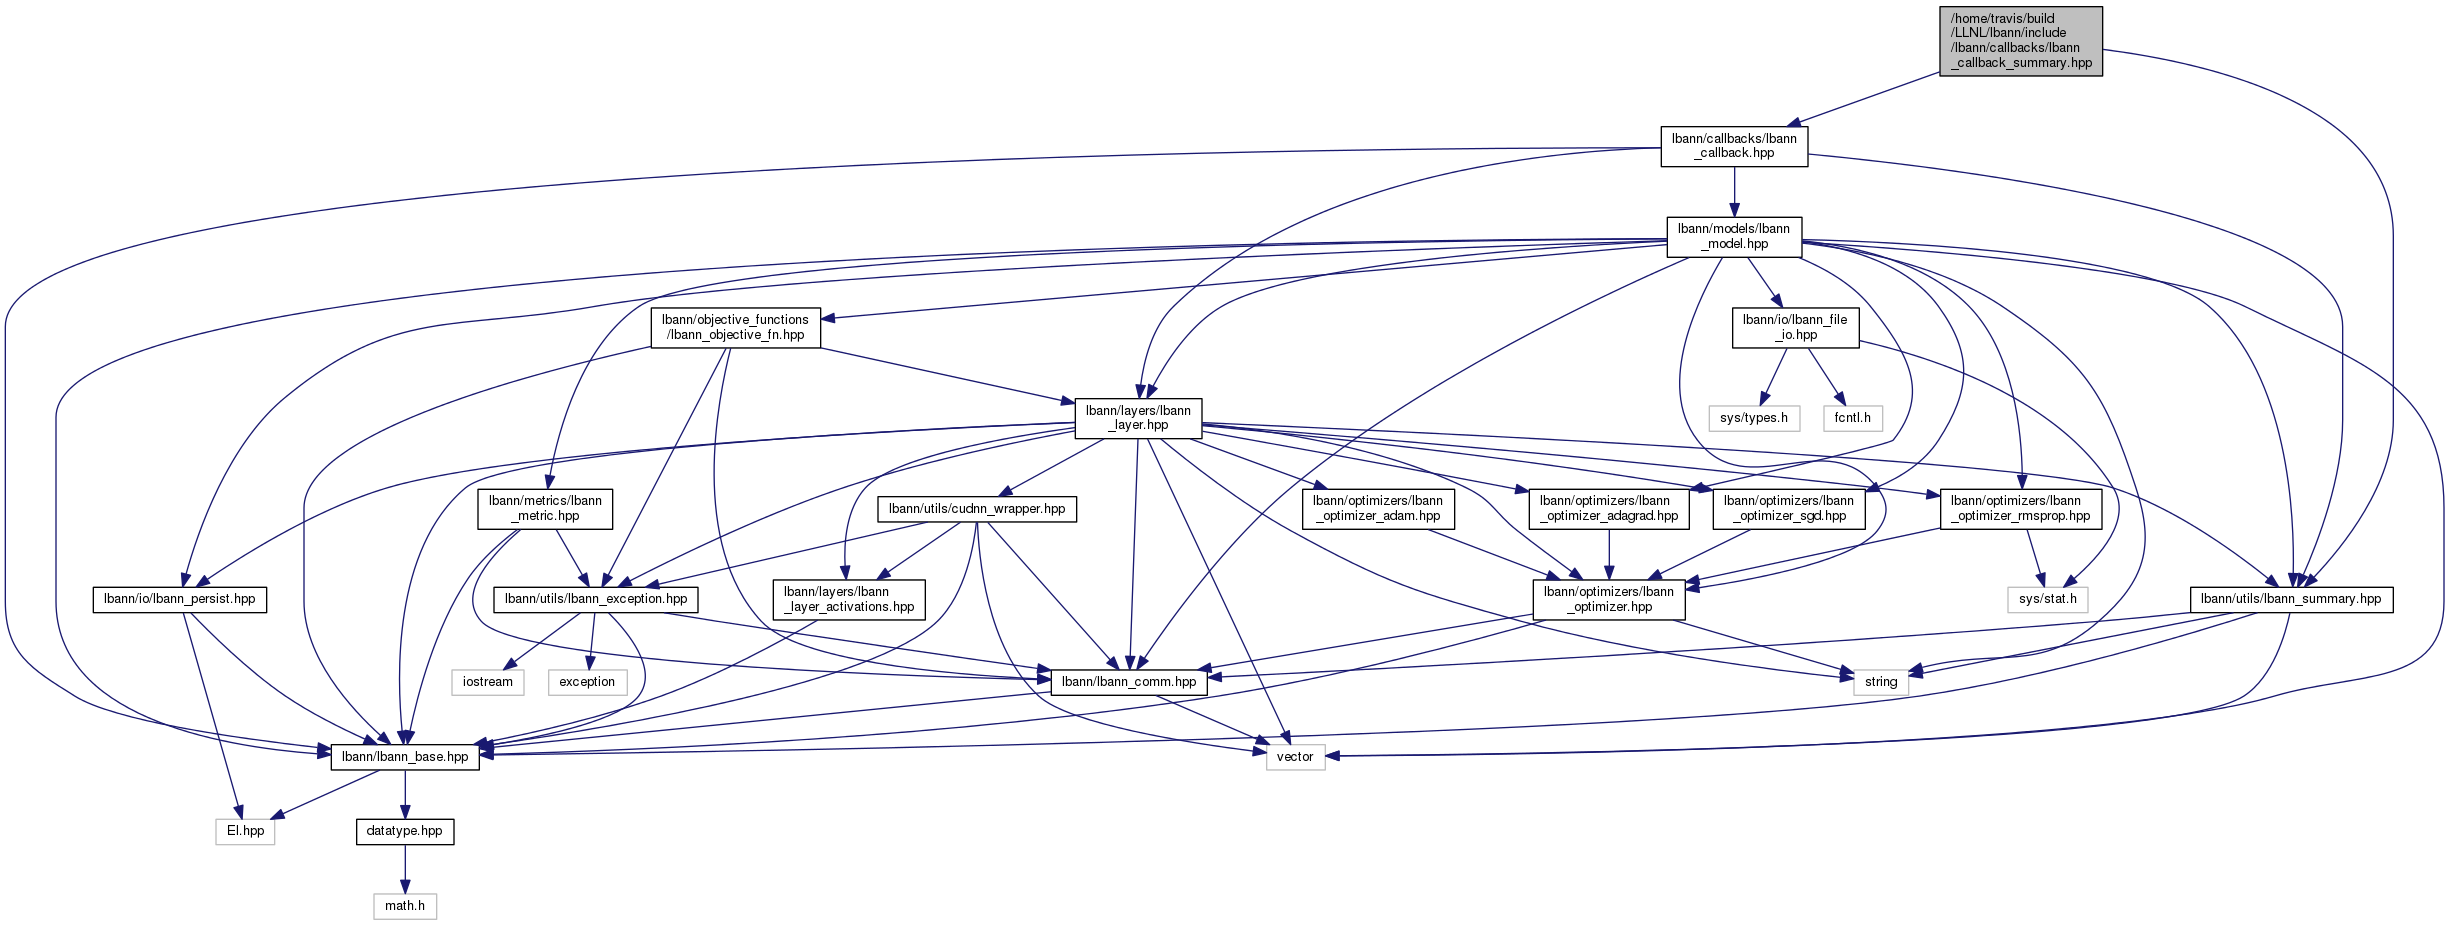 /home/travis/build
/LLNL/lbann/include
/lbann/callbacks/lbann
_callback_summary.hpp
lbann/callbacks/lbann
_callback.hpp
lbann/models/lbann
_model.hpp
lbann/objective_functions
/lbann_objective_fn.hpp
lbann/io/lbann_file
_io.hpp
lbann/layers/lbann
_layer.hpp
sys/types.h
fcntl.h
lbann/metrics/lbann
_metric.hpp
lbann/utils/cudnn_wrapper.hpp
lbann/optimizers/lbann
_optimizer_adam.hpp
lbann/optimizers/lbann
_optimizer_adagrad.hpp
lbann/optimizers/lbann
_optimizer_sgd.hpp
lbann/optimizers/lbann
_optimizer_rmsprop.hpp
lbann/io/lbann_persist.hpp
lbann/utils/lbann_exception.hpp
lbann/layers/lbann
_layer_activations.hpp
lbann/optimizers/lbann
_optimizer.hpp
sys/stat.h
lbann/utils/lbann_summary.hpp
iostream
exception
lbann/lbann_comm.hpp
string
lbann/lbann_base.hpp
vector
El.hpp
datatype.hpp
math.h